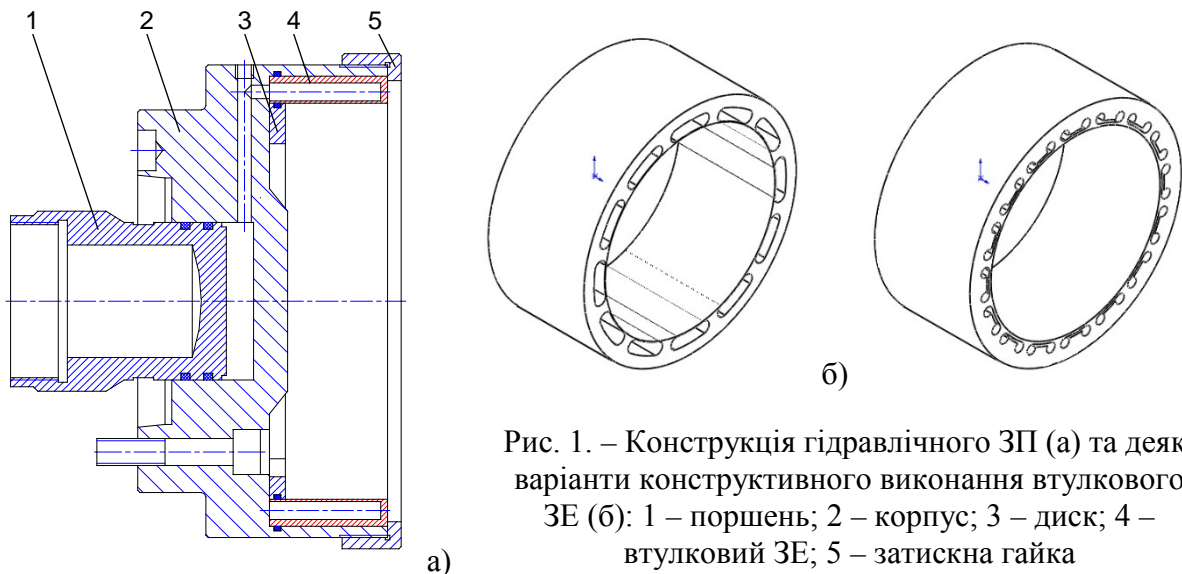 1 2 3 4 5
б)
а)
Рис. 1. – Конструкція гідравлічного ЗП (а) та деяк
варіанти конструктивного виконання втулкового
ЗЕ (б): 1 – поршень; 2 – корпус; 3 – диск; 4 –
втулковий ЗЕ; 5 – затискна гайка